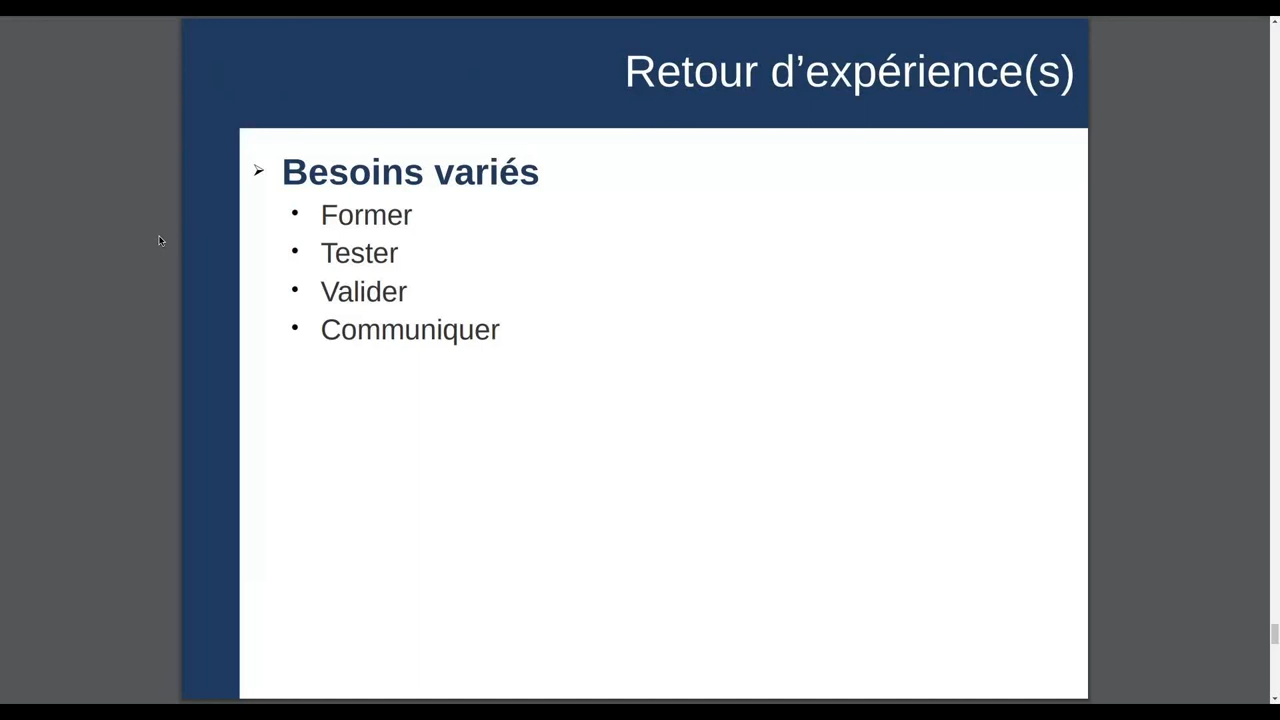 Retour d’expérience(s)
Besoins variés
Former
Tester
Valider
Communiquer